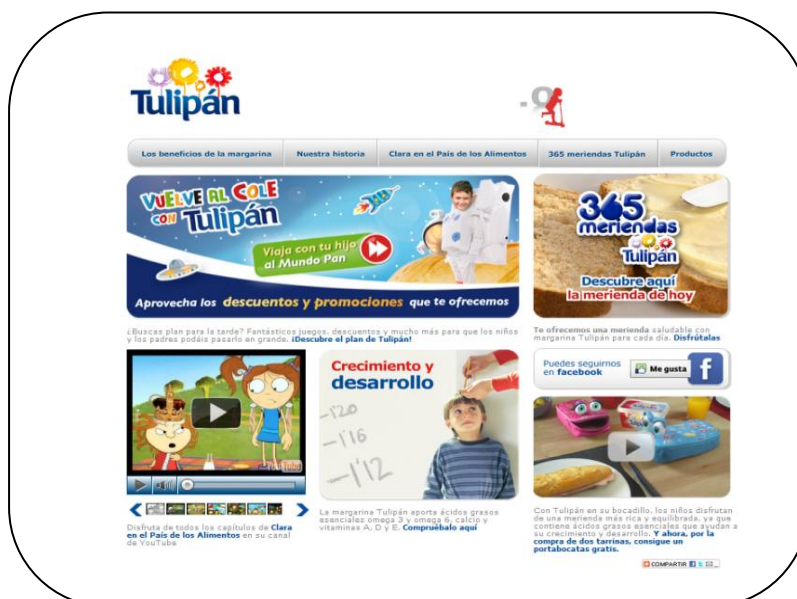 Tulipán
Los beneficios de la margarina
Nuestra historia
Clara en el País de los Alimentos
365 meriendas Tulipán
Productos
VUELVE AL COLE
CON Tulipán
Viaja con tu hijo
al Mundo Pan
Aprovecha los descuentos y promociones que te ofrecemos
365
meriendas
Tulipán
Descubre aquí
la merienda de hoy
¿Buscas plan para la tarde? Fantásticos juegos, descuentos y mucho más para que los niños
y los padres podáis pasarlo en grande. ¡Descubre el plan de Tulipán!
Te ofrecemos una merienda saludable con
margarina Tulipán para cada día. Disfrútalas
Puedes seguirnos
en facebook
Me gusta
f
Crecimiento y
desarrollo
-1'20
-1'16
-1'12
YouTube
Disfruta de todos los capítulos de Clara
en el País de los Alimentos en su canal
de YouTube
La margarina Tulipán aporta ácidos grasos
esenciales omega 3 y omega 6, calcio y
vitaminas A, D y E. Compruébalo aquí
Con Tulipán en su bocadillo, los niños disfrutan
de una merienda más rica y equilibrada, ya que
contiene ácidos grasos esenciales que ayudan a
su crecimiento y desarrollo. Y ahora, por la
compra de dos tarrinas, consigue un
portabocatas gratis.
COMPARTIR